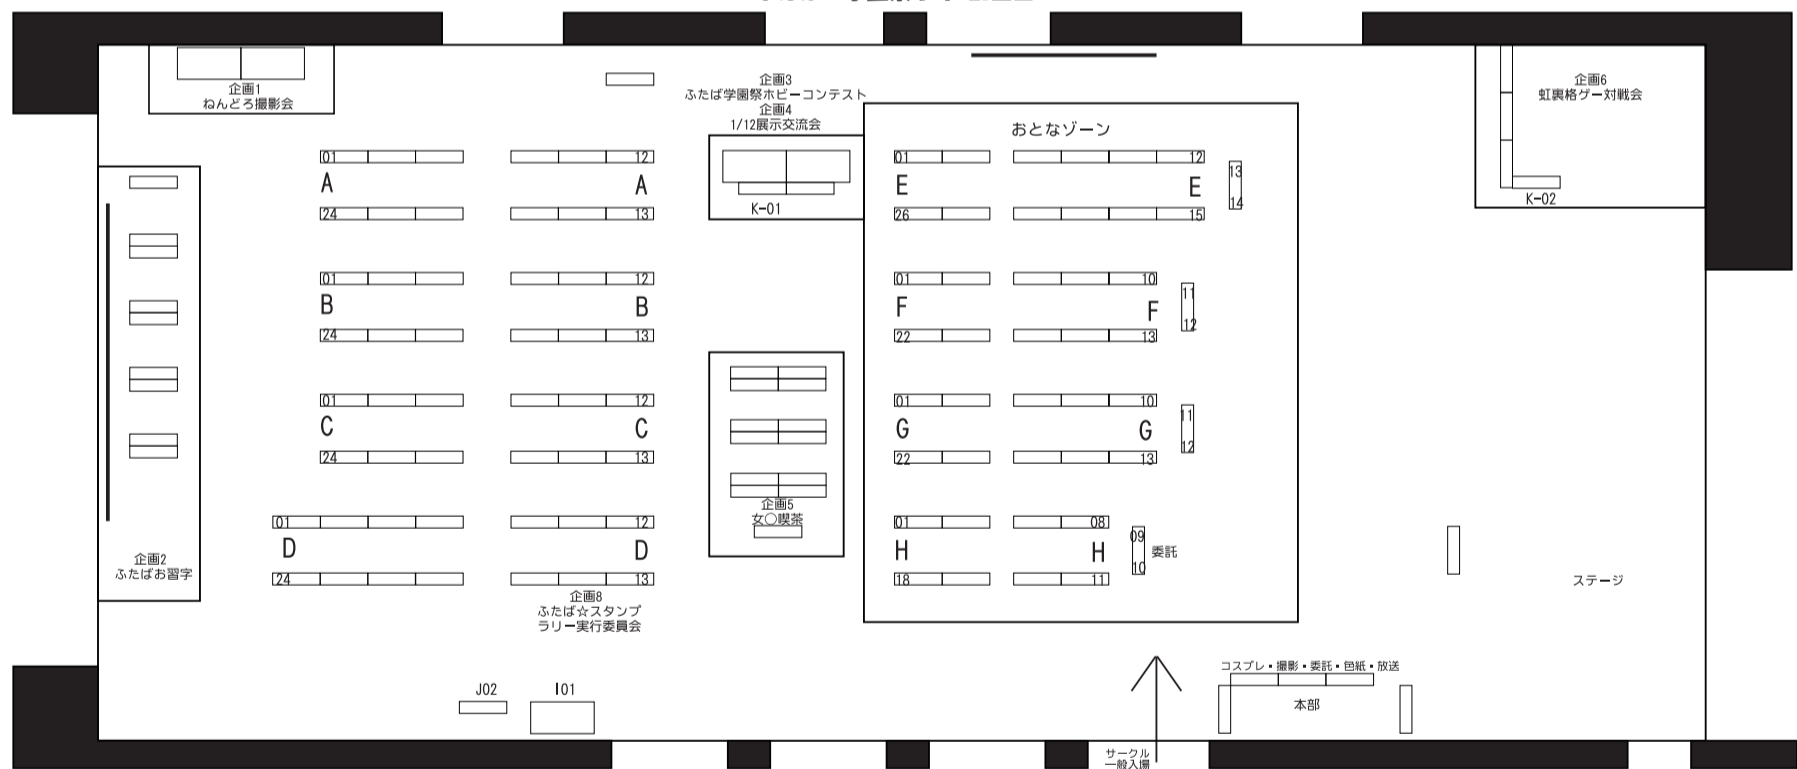 企画1
ねんどろ撮影会
企画3
ふたば学園祭ホビーコンテスト
企画4
1/12展示交流会
K-01
おとなゾーン
企画6
虹裏格ゲー対戦会
K-02
01
12
A
A
24
13
01
12
B
B
24
13
01
12
C
C
24
13
01
12
D
D
24
13
01
12
E
E
13
14
26
15
01
10
F
F
11
12
22
13
01
10
G
G
11
12
22
13
01
08
H
H
09
10
委託
18
11
企画2
ふたばお習字
企画5
女○喫茶
企画8
ふたば☆スタンプ
ラリー実行委員会
ステージ
J02
I01
コスプレ・撮影・委託・色紙・放送
本部
サークル
一般入場